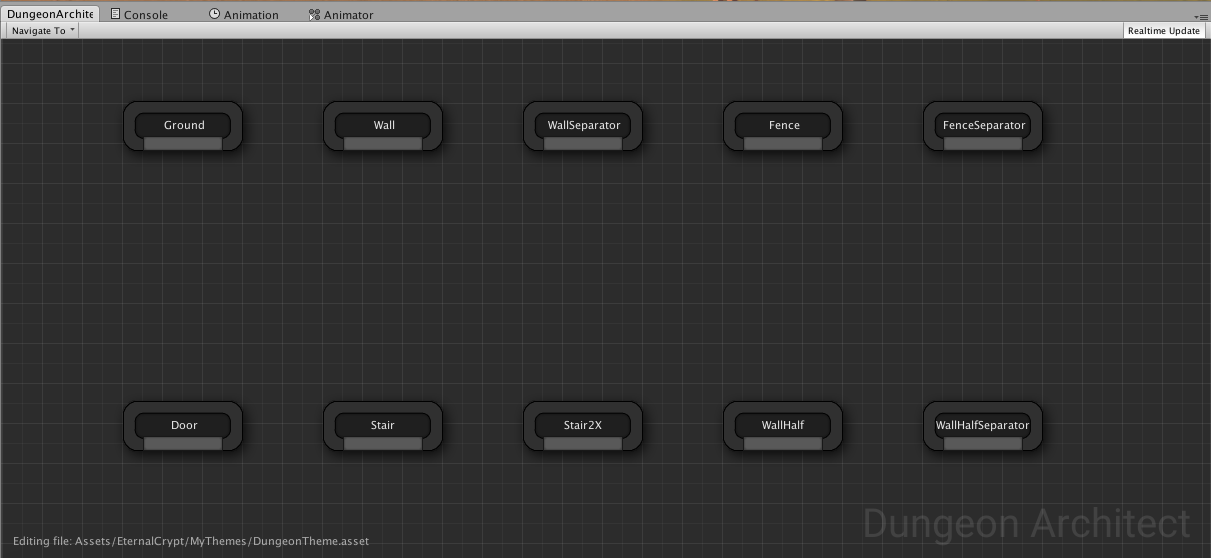 DungeonArchite Console Animation Animator
Navigate To Realtime Update
Ground Wall WallSeparator Fence FenceSeparator
Door Stair Stair2X WallHalf WallHalfSeparator
Dungeon Architect
Editing file: Assets/EternalCrypt/MyThemes/DungeonTheme.asset